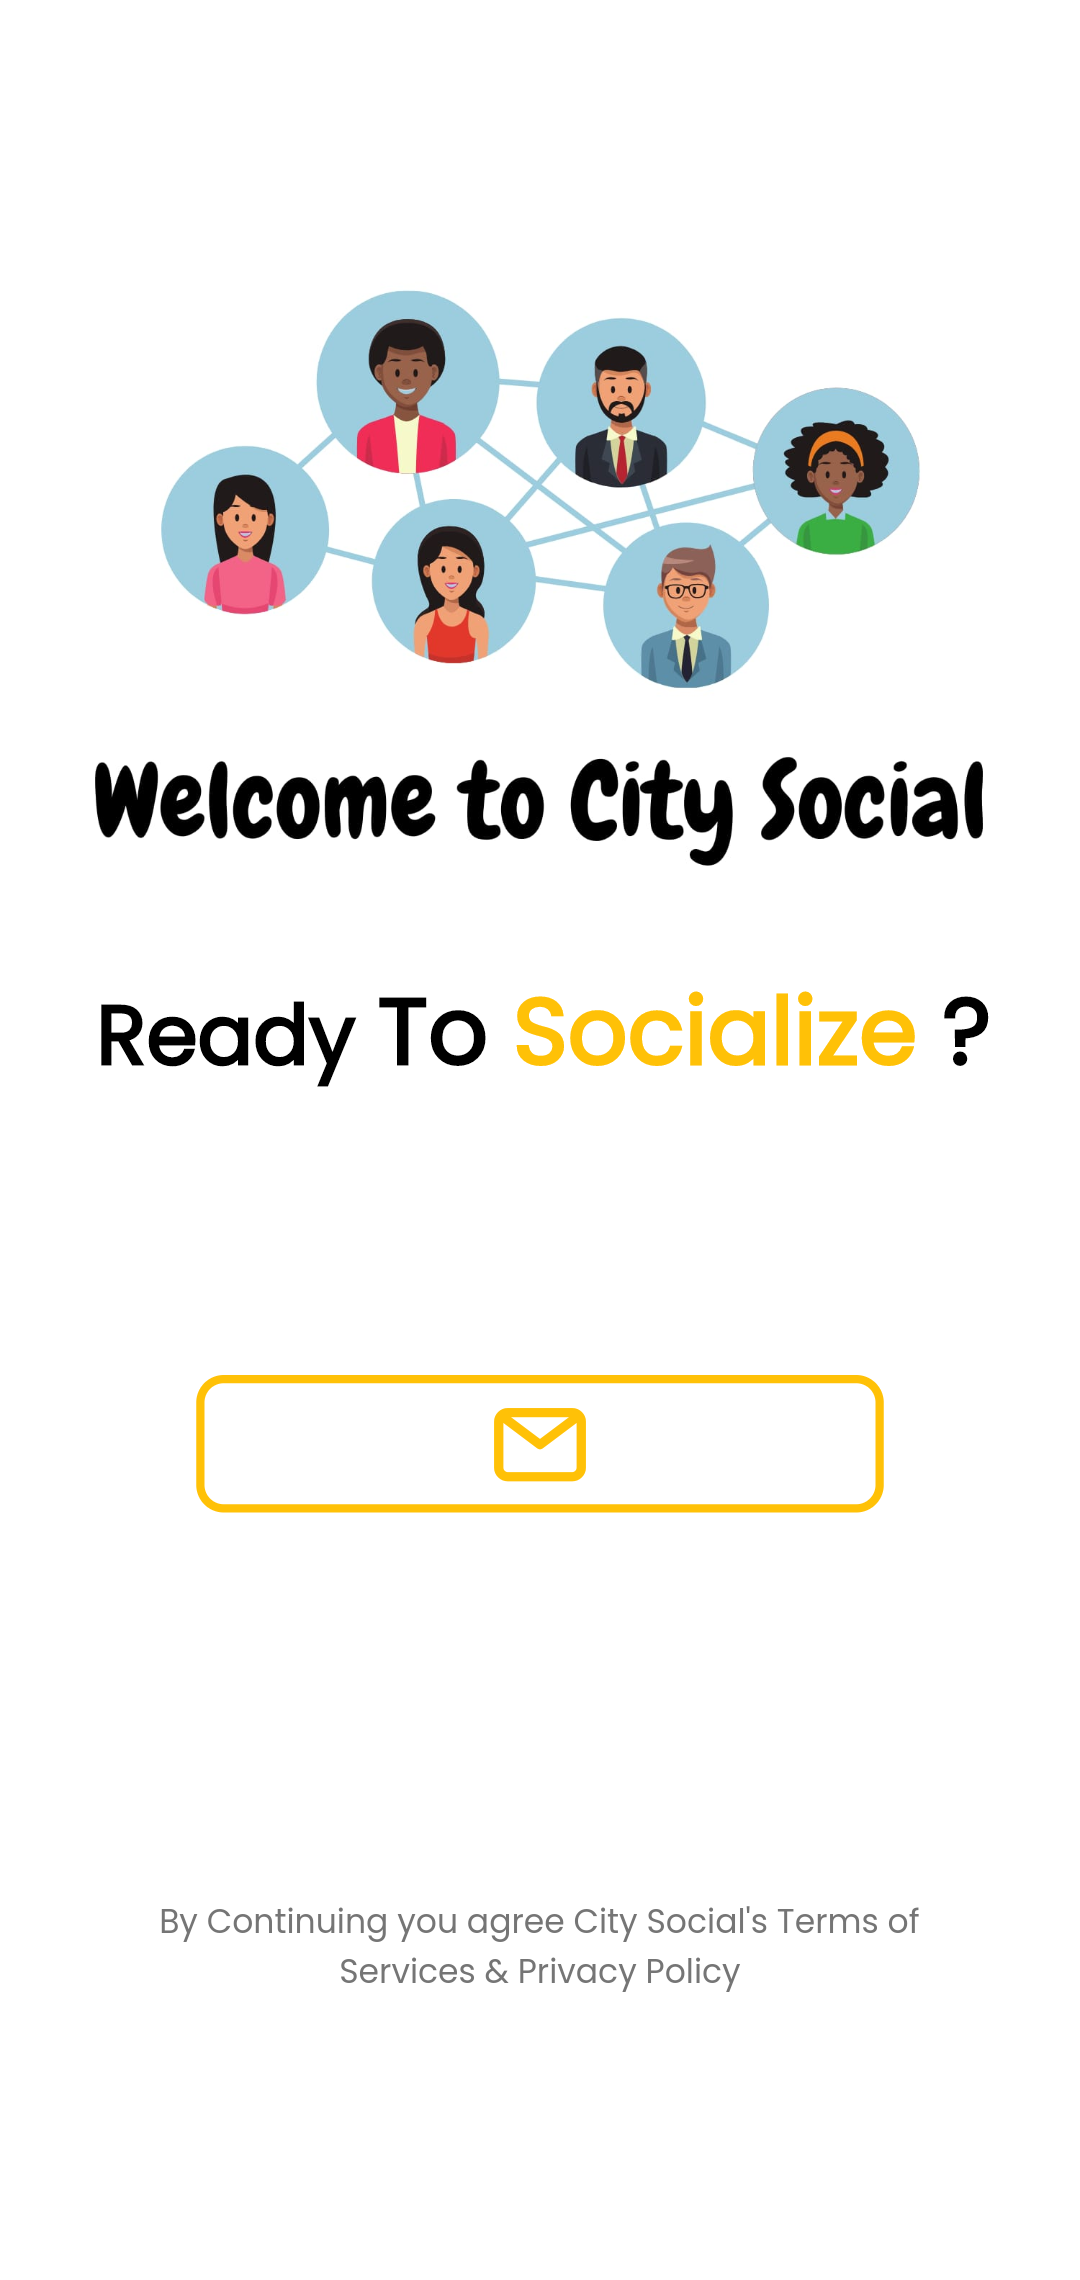 Welcome to City Social
Ready To Socialize ?
By Continuing you agree City Social's Terms of
Services & Privacy Policy